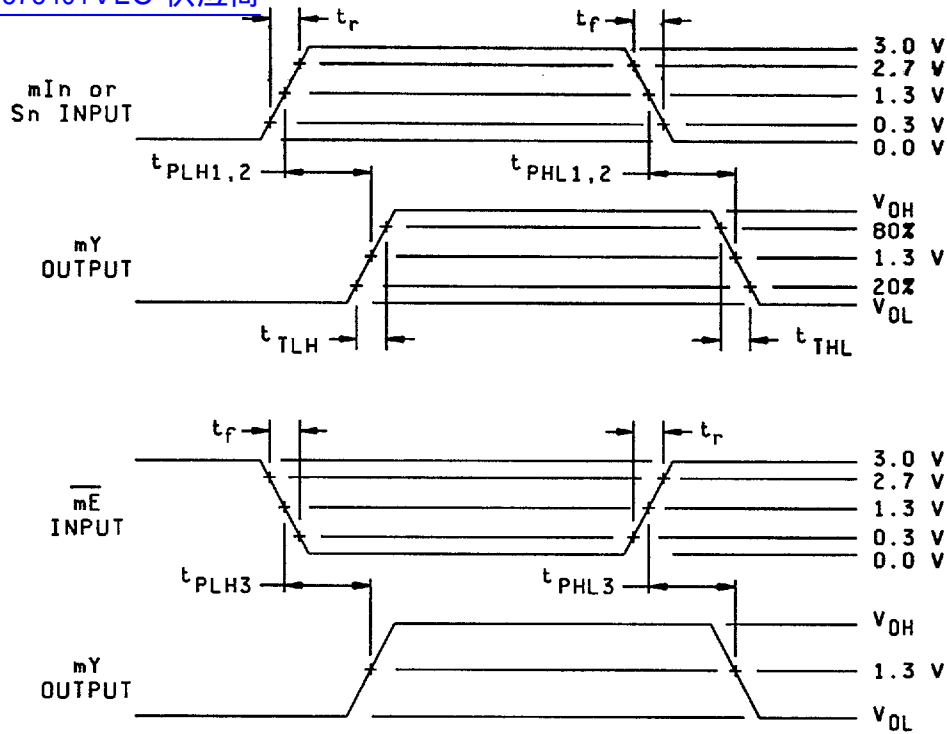 t_r
t_f
3.0 V
2.7 V
mIn or
Sn INPUT
1.3 V
0.3 V
0.0 V
t_PLH1,2
t_PHL1,2
V_OH
80%
mY
OUTPUT
1.3 V
20%
V_OL
t_TLH
t_THL
t_f
t_r
3.0 V
2.7 V
mE̅
INPUT
1.3 V
0.3 V
0.0 V
t_PLH3
t_PHL3
V_OH
mY
OUTPUT
1.3 V
V_OL